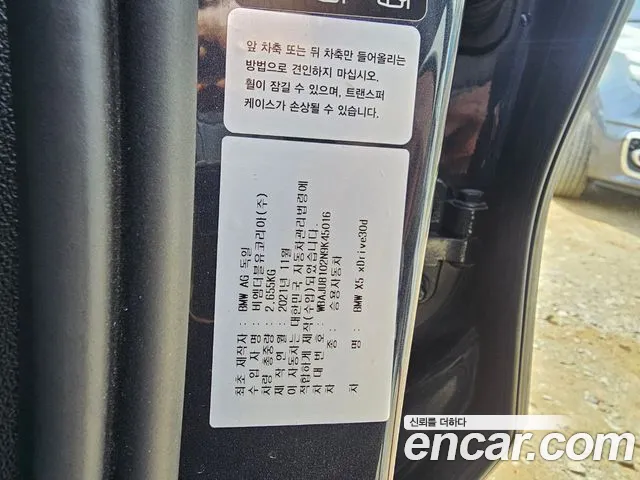 앞 차축 또는 뒤 차축만 들어올리는
방법으로 견인하지 마십시오.
휠이 잠길 수 있으며, 트랜스퍼
케이스가 손상될 수 있습니다.
최초 제작자 : BMW AG 독일
수 입 자 명 : 비엠더블유코리아(주)
차량 총중량 : 2,655KG
제 작 연 월 : 2021년 11월
이 자동차는 대한민국 자동차관리법령에
적합하게 제작(수입)되었습니다.
차 대 번 호 : WBAJU8102N9K45016
차 종 : 승용자동차
차 명 : BMW X5 xDrive30d
신뢰를 더하다
encar.com